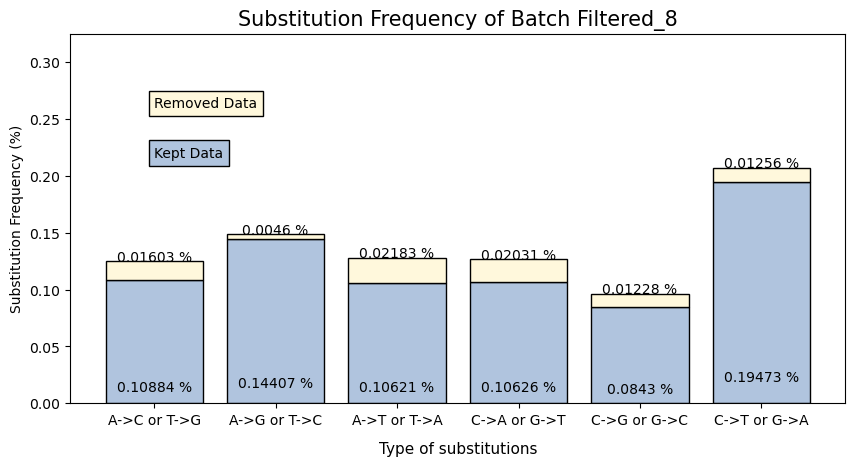 Substitution Frequency of Batch Filtered_8
Substitution Frequency (%)
0.30
0.25
0.20
0.15
0.10
0.05
0.00
Removed Data
Kept Data
0.01603 %
0.0046 %
0.02183 %
0.02031 %
0.01228 %
0.01256 %
0.10884 %
0.14407 %
0.10621 %
0.10626 %
0.0843 %
0.19473 %
A->C or T->G
A->G or T->C
A->T or T->A
C->A or G->T
C->G or G->C
C->T or G->A
Type of substitutions